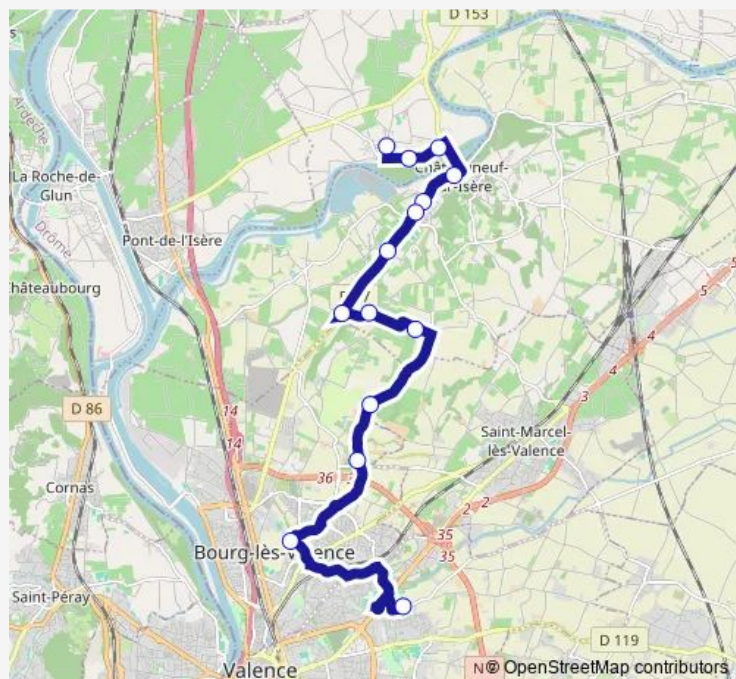 D 153
Ardèche
La Roche-de-
Glun
Drôme
Pont-de-l'Isère
Châteauneuf-
Isère
Châteaubourg
5
5
4
4
14
14
D 86
3
Saint-Marcel-
lès-Valence
36
2
2
Cornas
35
35
Bourg-lès-Valence
Saint-Péray
D 119
Valence
© OpenStreetMap contributors